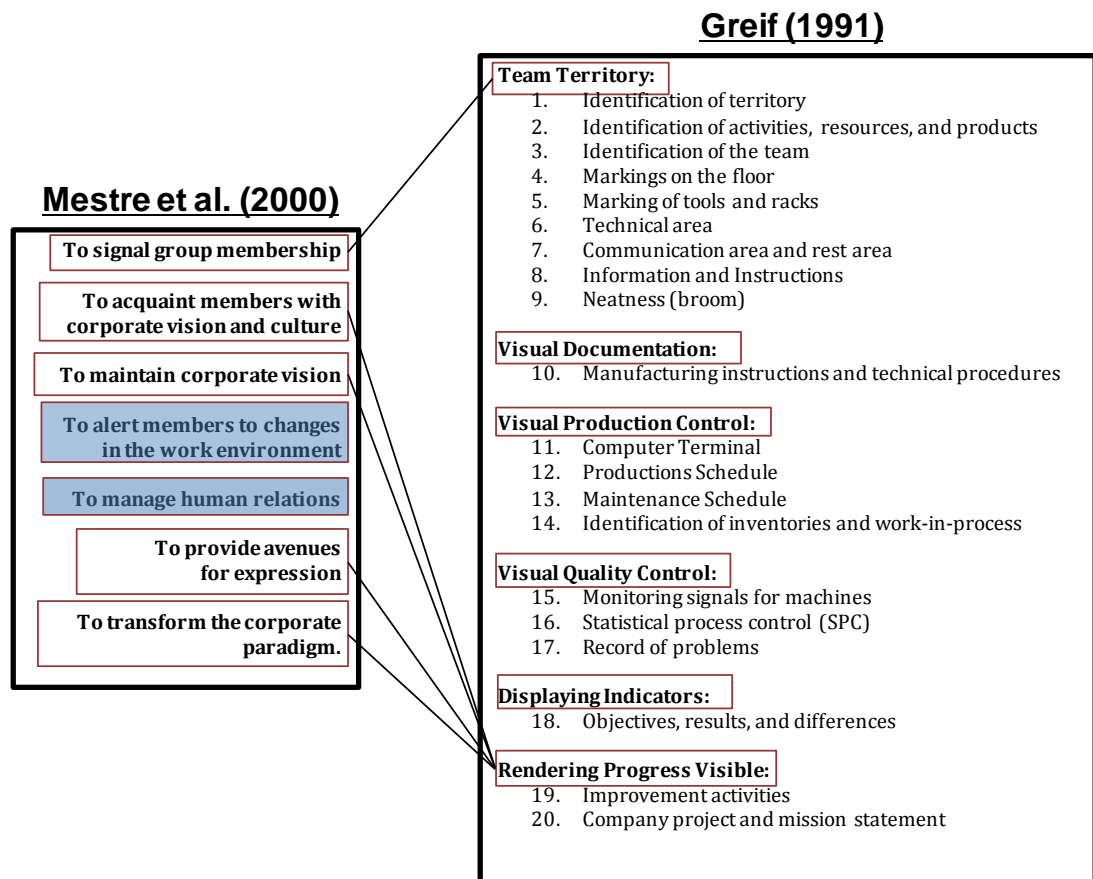 Greif (1991)
Team Territory:
1. Identification of territory
2. Identification of activities, resources, and products
3. Identification of the team
4. Markings on the floor
5. Marking of tools and racks
6. Technical area
7. Communication area and rest area
8. Information and Instructions
9. Neatness (broom)
Visual Documentation:
10. Manufacturing instructions and technical procedures
Visual Production Control:
11. Computer Terminal
12. Productions Schedule
13. Maintenance Schedule
14. Identification of inventories and work-in-process
Visual Quality Control:
15. Monitoring signals for machines
16. Statistical process control (SPC)
17. Record of problems
Displaying Indicators:
18. Objectives, results, and differences
Rendering Progress Visible:
19. Improvement activities
20. Company project and mission statement
Mestre et al. (2000)
To signal group membership
To acquaint members with
corporate vision and culture
To maintain corporate vision
To alert members to changes
in the work environment
To manage human relations
To provide avenues
for expression
To transform the corporate
paradigm.